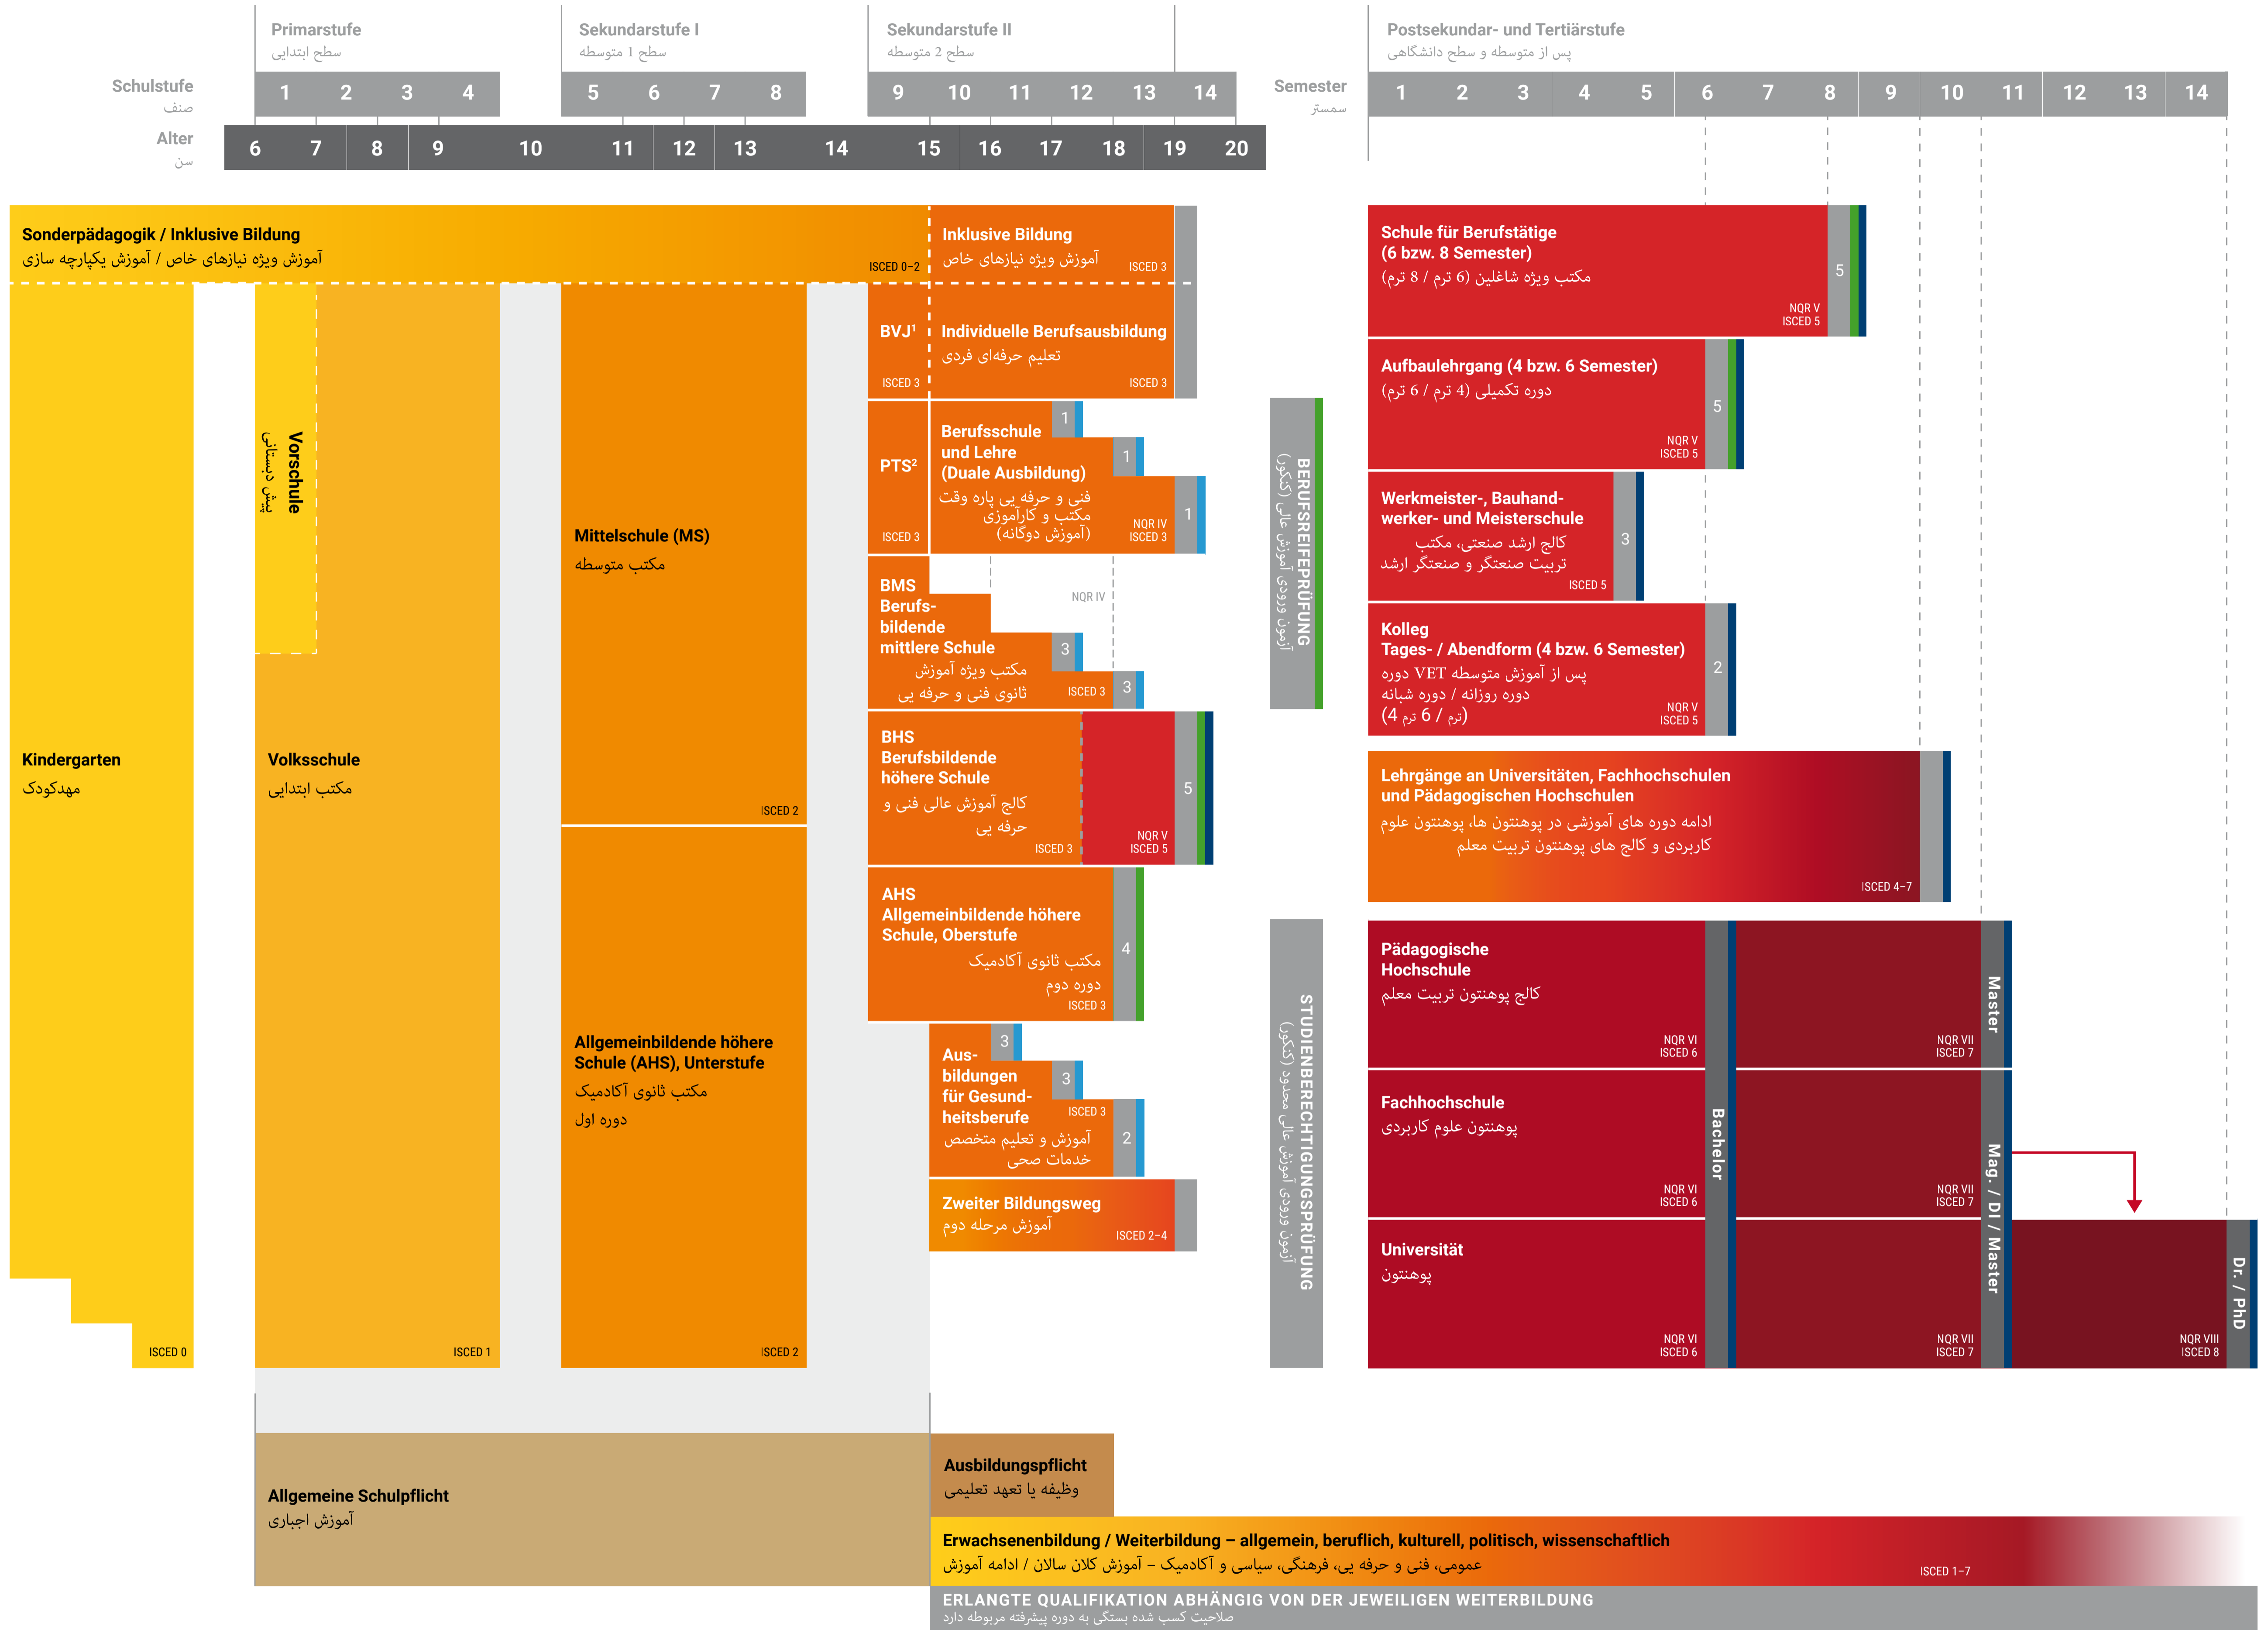 Primarstufe
سطح ابتدایی
Sekundarstufe I
سطح 1 متوسطه
Sekundarstufe II
سطح 2 متوسطه
Postsekundar- und Tertiärstufe
پس از متوسطه و سطح دانشگاهی
Schulstufe
صنف
1 2 3 4 5 6 7 8 9 10 11 12 13 14
Semester
سمستر
1 2 3 4 5 6 7 8 9 10 11 12 13 14
Alter
سن
6 7 8 9 10 11 12 13 14 15 16 17 18 19 20
Sonderpädagogik / Inklusive Bildung
آموزش ویژه نیازهای خاص / آموزش یکپارچه سازی
ISCED 0–2
Inklusive Bildung
آموزش ویژه نیازهای خاص
ISCED 3
Kindergarten
مهدکودک
ISCED 0
Vorschule
پیش دبستانی
Volksschule
مکتب ابتدایی
ISCED 1
Mittelschule (MS)
مکتب متوسطه
ISCED 2
Allgemeinbildende höhere
Schule (AHS), Unterstufe
مکتب ثانوی آکادمیک
دوره اول
ISCED 2
BVJ¹
ISCED 3
Individuelle Berufsausbildung
تعلیم حرفه‌ای فردی
ISCED 3
PTS²
ISCED 3
Berufsschule
und Lehre
(Duale Ausbildung)
فنی و حرفه یی پاره وقت
مکتب و کارآموزی
(آموزش دوگانه)
NQR IV
ISCED 3
1
1
1
BMS
Berufs-
bildende
mittlere Schule
مکتب ویژه آموزش
ثانوی فنی و حرفه یی
ISCED 3
NQR IV
3
3
BHS
Berufsbildende
höhere Schule
کالج آموزش عالی فنی و
حرفه یی
ISCED 3
NQR V
ISCED 5
5
AHS
Allgemeinbildende höhere
Schule, Oberstufe
مکتب ثانوی آکادمیک
دوره دوم
ISCED 3
4
Aus-
bildungen
für Gesund-
heitsberufe
آموزش و تعلیم متخصص
خدمات صحی
ISCED 3
3
3
2
Zweiter Bildungsweg
آموزش مرحله دوم
ISCED 2–4
BERUFSREIFEPRÜFUNG
آزمون ورودی آموزش عالی (کنکور)
STUDIENBERECHTIGUNGSPRÜFUNG
آزمون ورودی آموزش عالی محدود (کنکور)
Schule für Berufstätige
(6 bzw. 8 Semester)
مکتب ویژه شاغلین (6 ترم / 8 ترم)
NQR V
ISCED 5
5
Aufbaulehrgang (4 bzw. 6 Semester)
دوره تکمیلی (4 ترم / 6 ترم)
NQR V
ISCED 5
5
Werkmeister-, Bauhand-
werker- und Meisterschule
کالج ارشد صنعتی، مکتب
تربیت صنعتگر و صنعتگر ارشد
ISCED 5
3
Kolleg
Tages- / Abendform (4 bzw. 6 Semester)
پس از آموزش متوسطه VET دوره
دوره روزانه / دوره شبانه
(ترم / 6 ترم 4)
NQR V
ISCED 5
2
Lehrgänge an Universitäten, Fachhochschulen
und Pädagogischen Hochschulen
ادامه دوره های آموزشی در پوهنتون ها، پوهنتون علوم
کاربردی و کالج های پوهنتون تربیت معلم
ISCED 4–7
Pädagogische
Hochschule
کالج پوهنتون تربیت معلم
NQR VI
ISCED 6
NQR VII
ISCED 7
Master
Fachhochschule
پوهنتون علوم کاربردی
NQR VI
ISCED 6
Bachelor
NQR VII
ISCED 7
Mag. / DI / Master
Universität
پوهنتون
NQR VI
ISCED 6
NQR VII
ISCED 7
NQR VIII
ISCED 8
Dr. / PhD
Allgemeine Schulpflicht
آموزش اجباری
Ausbildungspflicht
وظیفه یا تعهد تعلیمی
Erwachsenenbildung / Weiterbildung – allgemein, beruflich, kulturell, politisch, wissenschaftlich
عمومی، فنی و حرفه یی، فرهنگی، سیاسی و آکادمیک – آموزش کلان سالان / ادامه آموزش
ISCED 1–7
ERLANGTE QUALIFIKATION ABHÄNGIG VON DER JEWEILIGEN WEITERBILDUNG
صلاحیت کسب شده بستگی به دوره پیشرفته مربوطه دارد